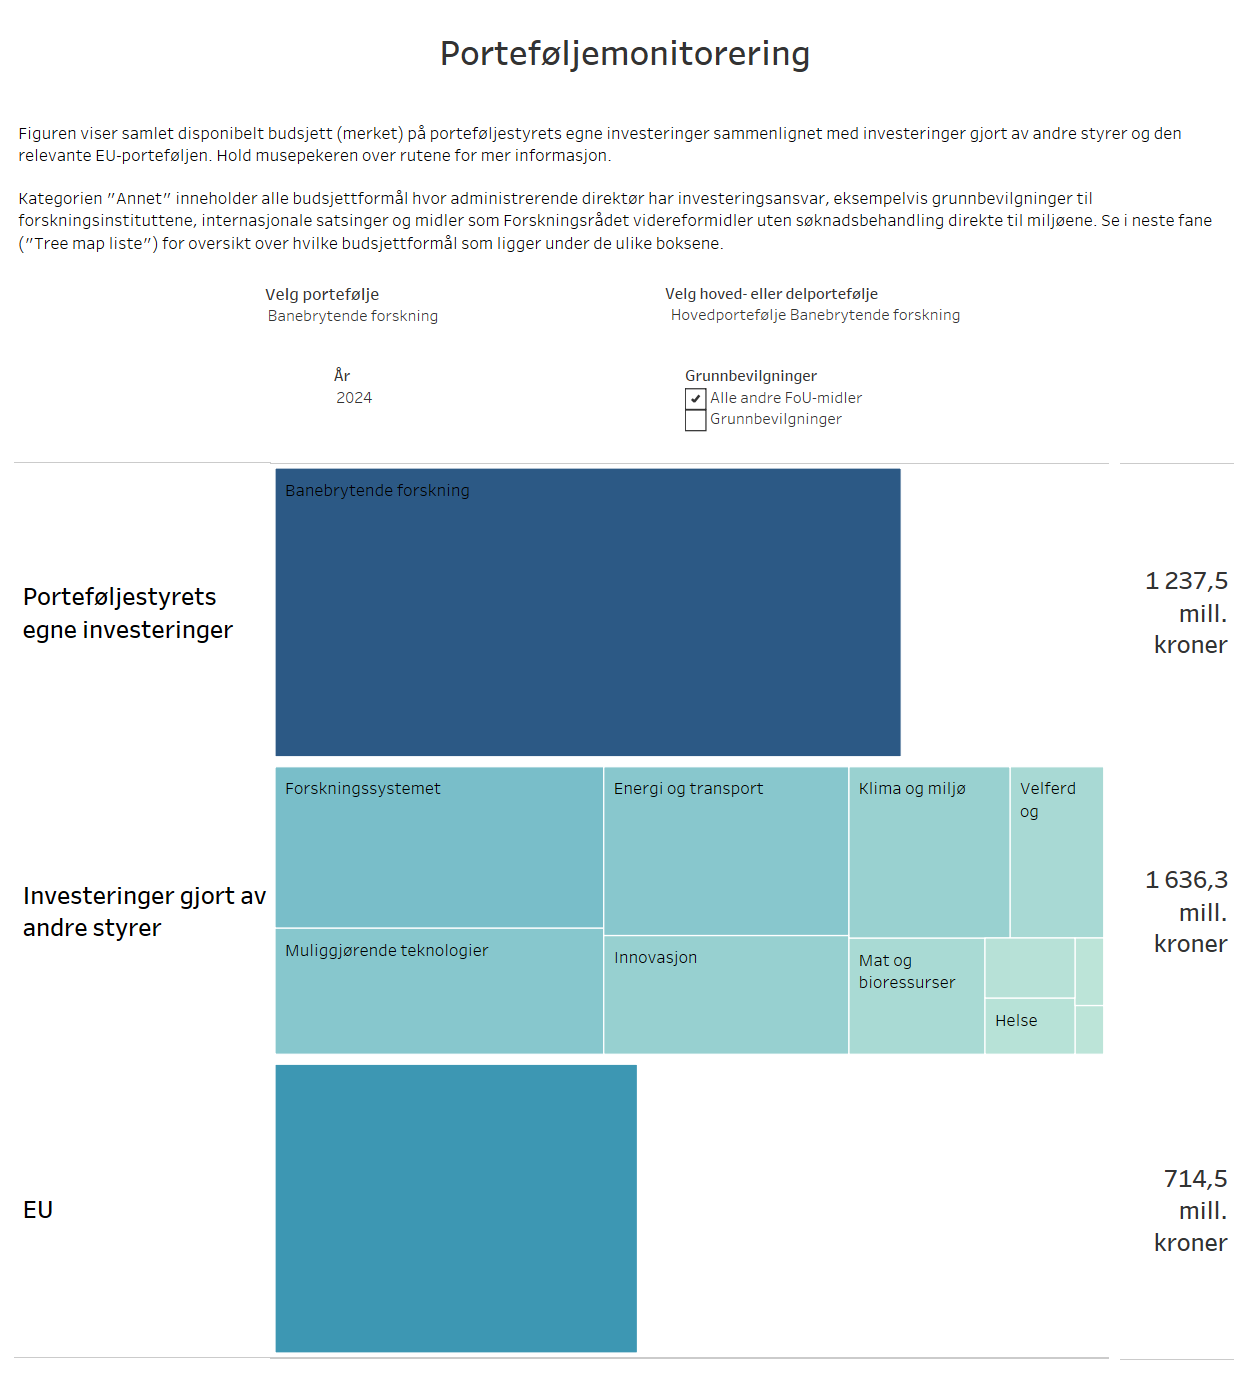 Porteføljemonitorering
Figuren viser samlet disponibelt budsjett (merket) på porteføljestyrets egne investeringer sammenlignet med investeringer gjort av andre styrer og den
relevante EU-porteføljen. Hold musepekeren over rutene for mer informasjon.
Kategorien "Annet" inneholder alle budsjettformål hvor administrerende direktør har investeringsansvar, eksempelvis grunnbevilgninger til
forskningsinstituttene, internasjonale satsinger og midler som Forskningsrådet videreformidler uten søknadsbehandling direkte til miljøene. Se i neste fane
("Tree map liste") for oversikt over hvilke budsjettformål som ligger under de ulike boksene.
Velg portefølje
Banebrytende forskning
Velg hoved- eller delportefølje
Hovedportefølje Banebrytende forskning
År
2024
Grunnbevilgninger
Alle andre FoU-midler
Grunnbevilgninger
Porteføljestyrets
egne investeringer
Banebrytende forskning
1 237,5
mill.
kroner
Investeringer gjort av
andre styrer
Forskningssystemet
Energi og transport
Klima og miljø
Velferd
og
Muliggjørende teknologier
Innovasjon
Mat og
bioressurser
Helse
1 636,3
mill.
kroner
EU
714,5
mill.
kroner